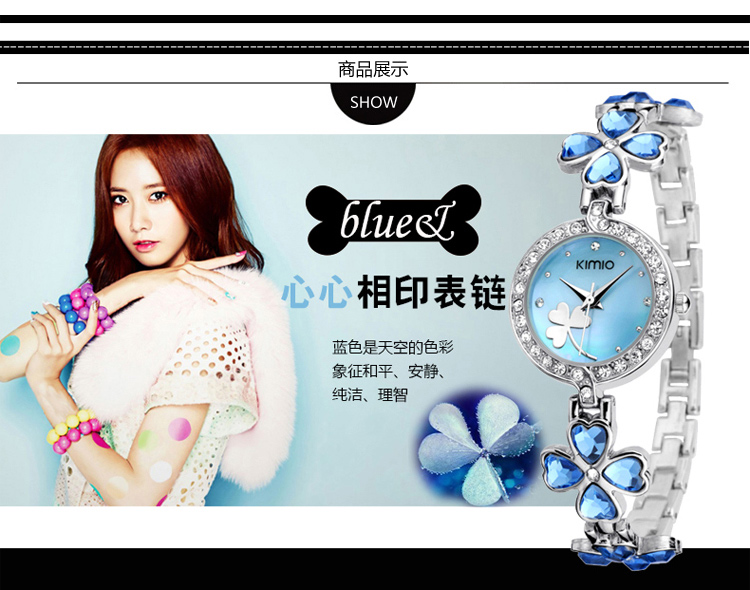 商品展示
SHOW
blue&
心心相印表链
蓝色是天空的色彩
象征和平、安静、
纯洁、理智
KIMIO